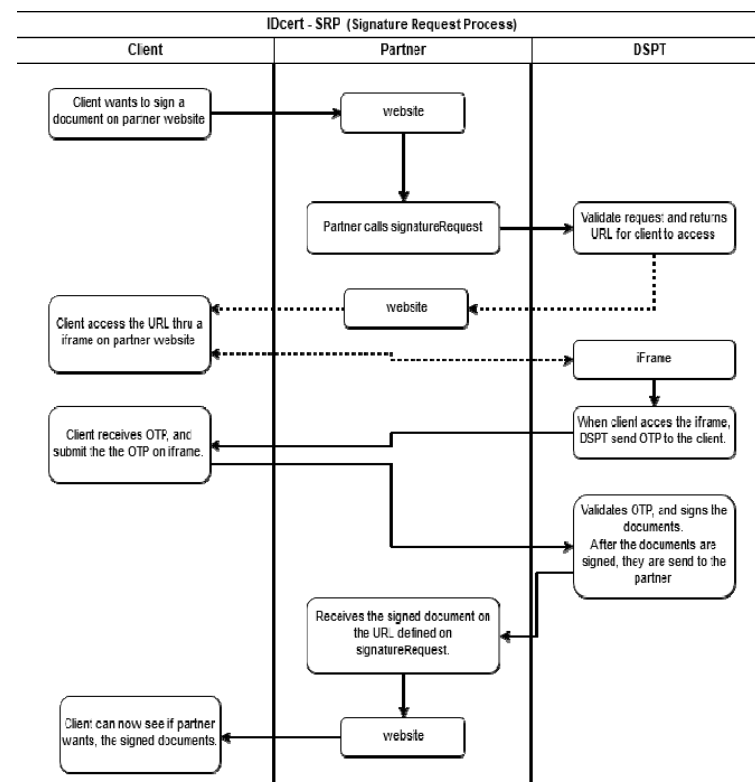 IDcert - SRP (Signature Request Process)
Client
Partner
DSPT
Client wants to sign a
document on partner website
website
Partner calls signatureRequest
Validate request and returns
URL for client to access
website
Client access the URL thru a
iframe on partner website
iFrame
When client acces the iframe,
DSPT send OTP to the client.
Client receives OTP, and
submit the the OTP on iframe.
Validates OTP, and signs the
documents.
After the documents are
signed, they are send to the
partner
Receives the signed document on
the URL defined on
signatureRequest.
website
Client can now see if partner
wants, the signed documents.